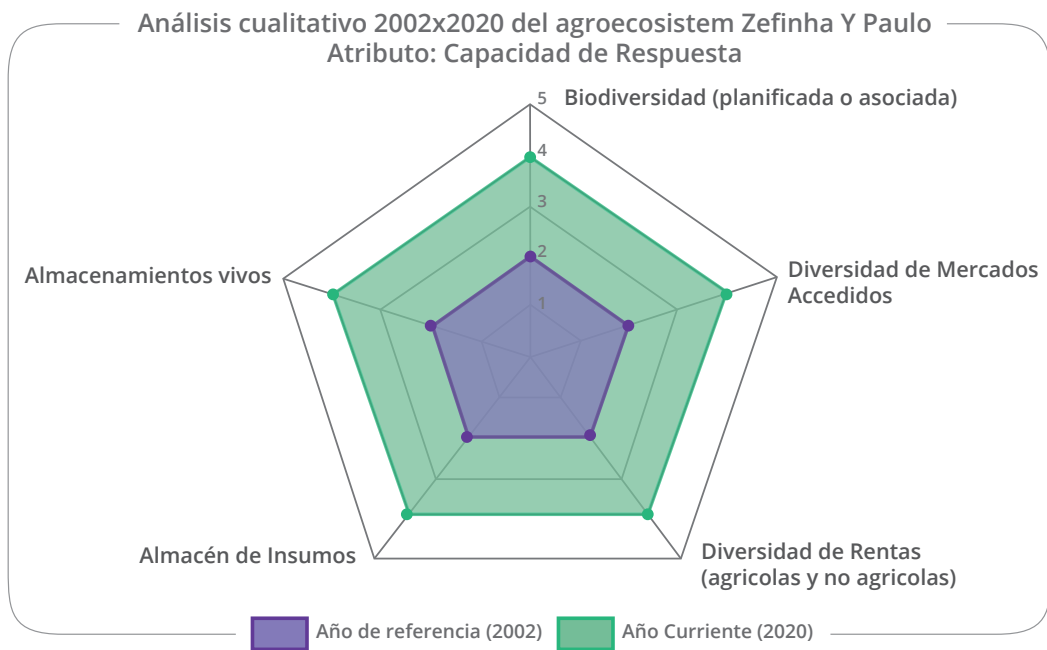 Análisis cualitativo 2002x2020 del agroecosistem Zefinha Y Paulo
Atributo: Capacidad de Respuesta
5
Biodiversidad (planificada o asociada)
4
3
2
1
Almacenamientos vivos
Diversidad de Mercados
Accedidos
Almacén de Insumos
Diversidad de Rentas
(agricolas y no agricolas)
Año de referencia (2002)
Año Curriente (2020)